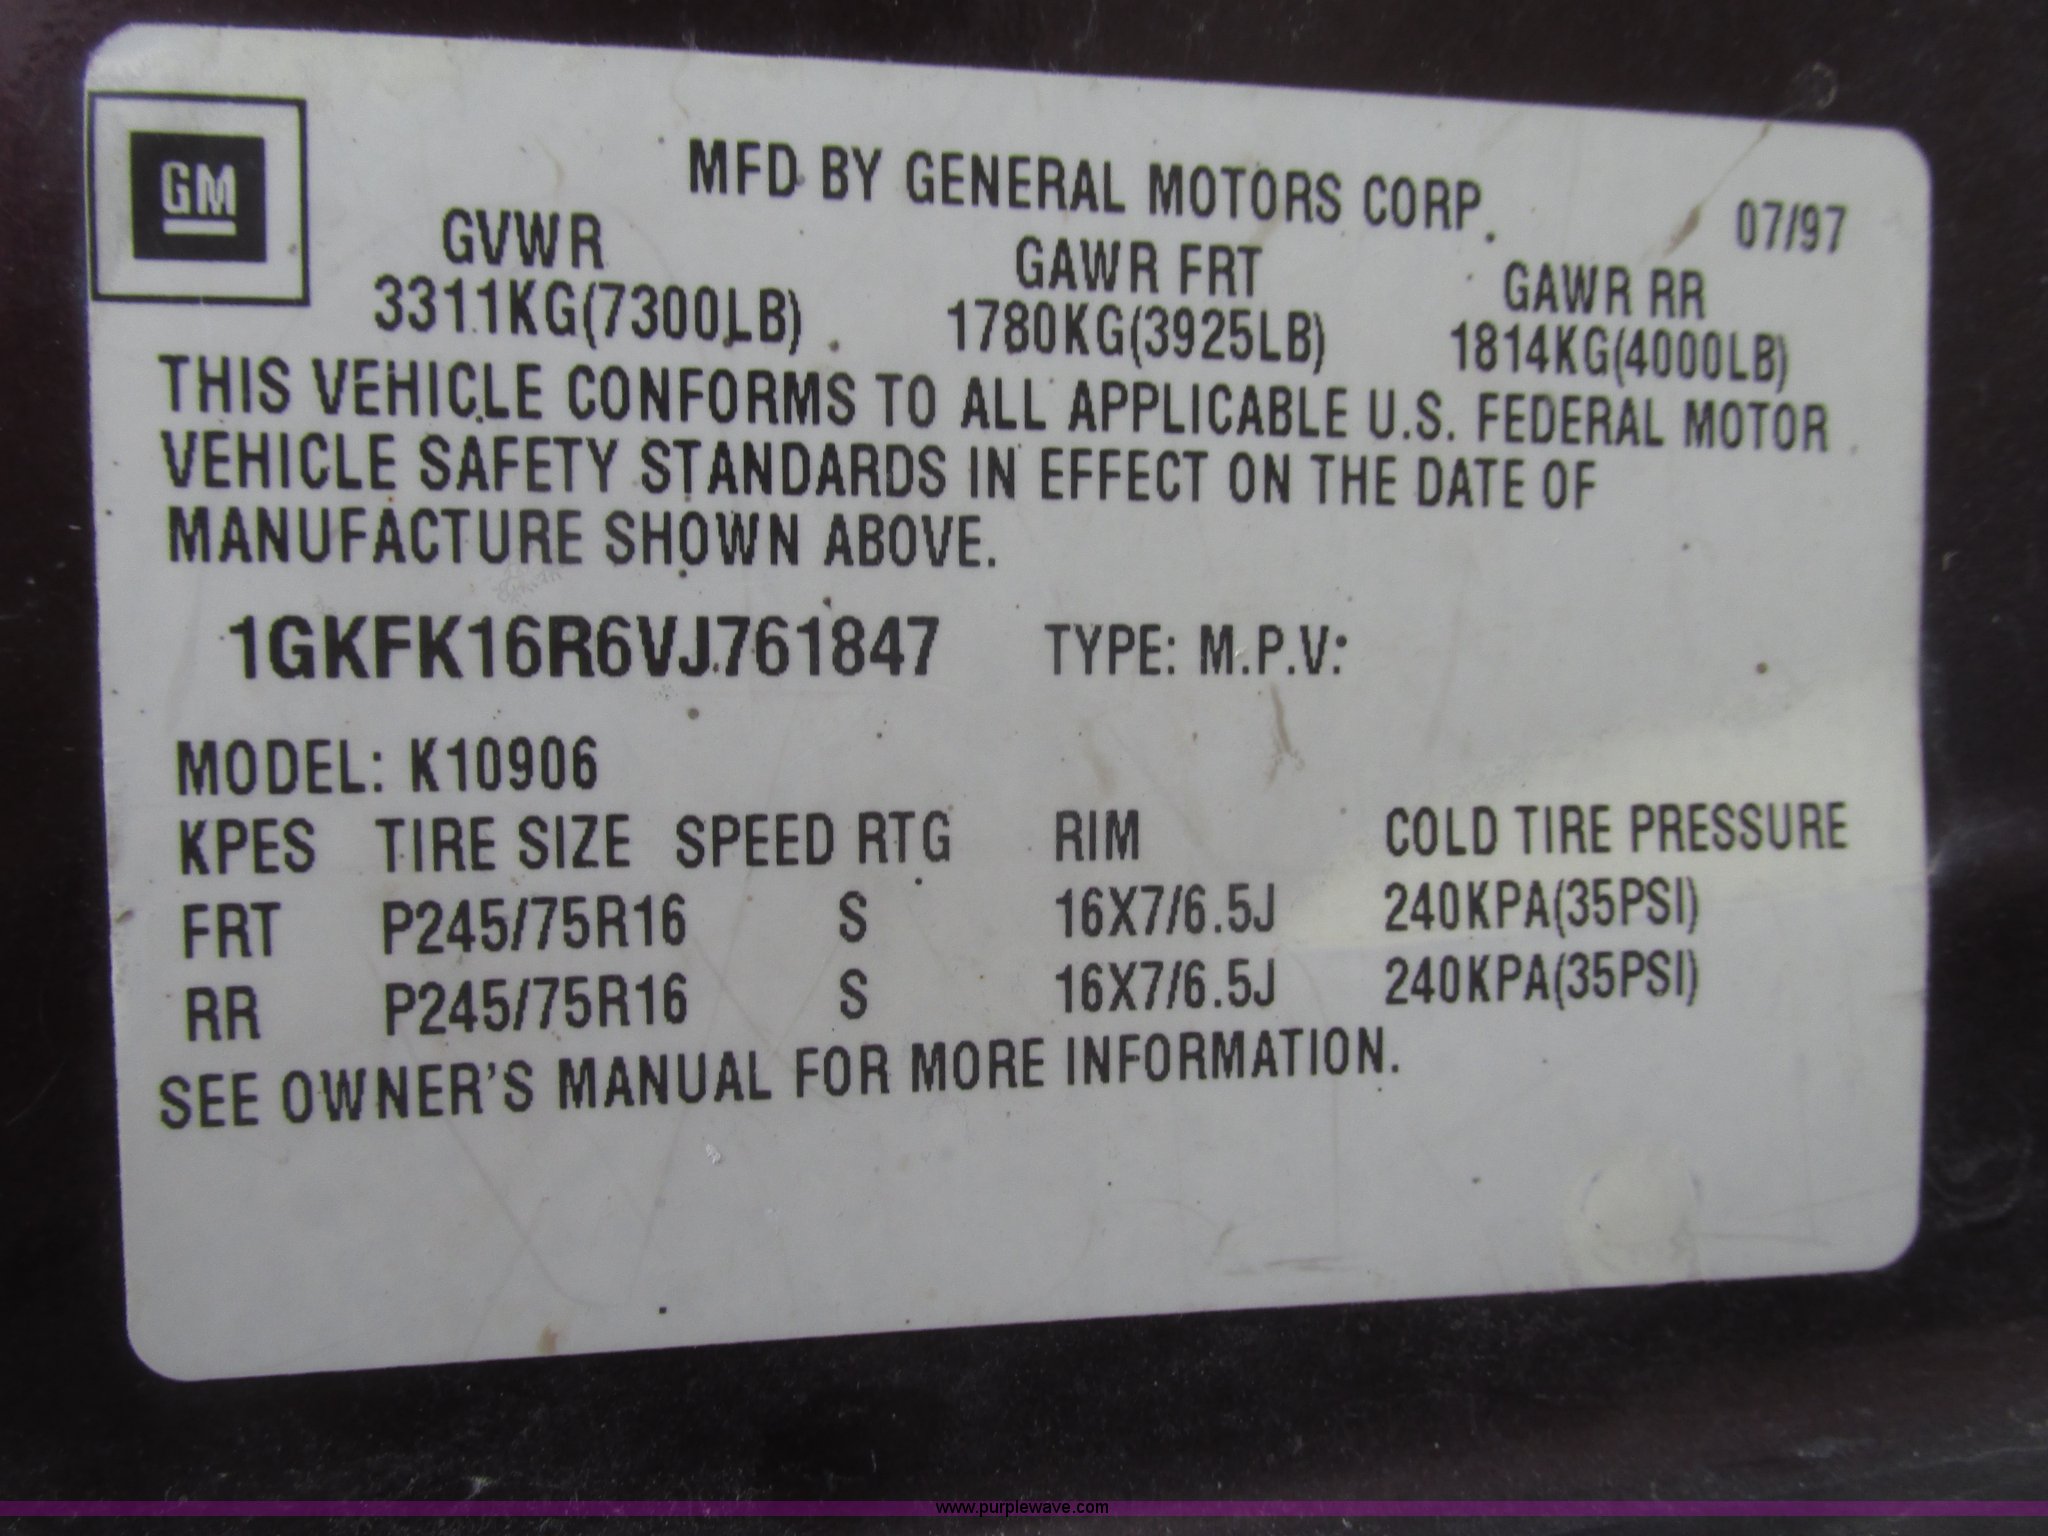 GM
MFD BY GENERAL MOTORS CORP.
07/97
GVWR GAWR FRT GAWR RR
3311KG(7300LB) 1780KG(3925LB) 1814KG(4000LB)
THIS VEHICLE CONFORMS TO ALL APPLICABLE U.S. FEDERAL MOTOR
VEHICLE SAFETY STANDARDS IN EFFECT ON THE DATE OF
MANUFACTURE SHOWN ABOVE.
1GKFK16R6VJ761847 TYPE: M.P.V:
MODEL: K10906
KPES TIRE SIZE SPEED RTG RIM COLD TIRE PRESSURE
FRT P245/75R16 S 16X7/6.5J 240KPA(35PSI)
RR P245/75R16 S 16X7/6.5J 240KPA(35PSI)
SEE OWNER'S MANUAL FOR MORE INFORMATION.
www.purplewave.com